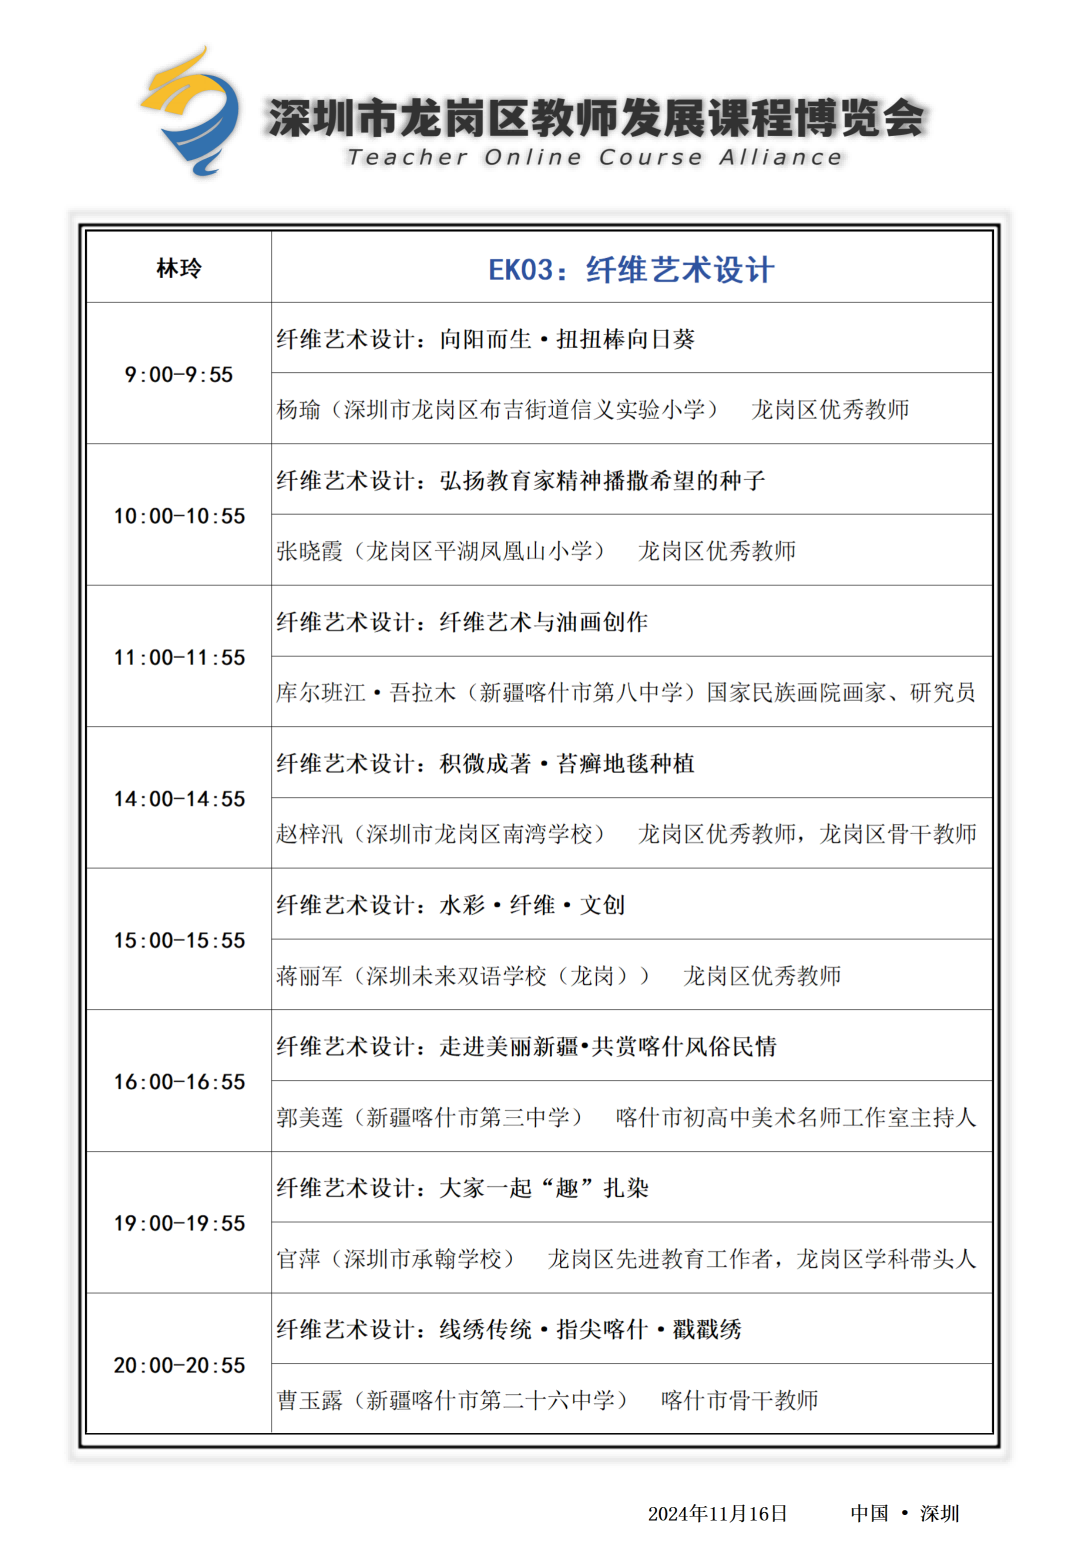 深圳市龙岗区教师发展课程博览会
Teacher Online Course Alliance
林玲
EK03：纤维艺术设计
9:00-9:55
纤维艺术设计：向阳而生·扭扭棒向日葵
杨瑜（深圳市龙岗区布吉街道信义实验小学） 龙岗区优秀教师
10:00-10:55
纤维艺术设计：弘扬教育家精神播撒希望的种子
张晓霞（龙岗区平湖凤凰山小学） 龙岗区优秀教师
11:00-11:55
纤维艺术设计：纤维艺术与油画创作
库尔班江·吾拉木（新疆喀什市第八中学）国家民族画院画家、研究员
14:00-14:55
纤维艺术设计：积微成著·苔癣地毯种植
赵梓汛（深圳市龙岗区南湾学校） 龙岗区优秀教师，龙岗区骨干教师
15:00-15:55
纤维艺术设计：水彩·纤维·文创
蒋丽军（深圳未来双语学校（龙岗）） 龙岗区优秀教师
16:00-16:55
纤维艺术设计：走进美丽新疆•共赏喀什风俗民情
郭美莲（新疆喀什市第三中学） 喀什市初高中美术名师工作室主持人
19:00-19:55
纤维艺术设计：大家一起“趣”扎染
官萍（深圳市承翰学校） 龙岗区先进教育工作者，龙岗区学科带头人
20:00-20:55
纤维艺术设计：线绣传统·指尖喀什·戳戳绣
曹玉露（新疆喀什市第二十六中学） 喀什市骨干教师
2024年11月16日 中国 • 深圳